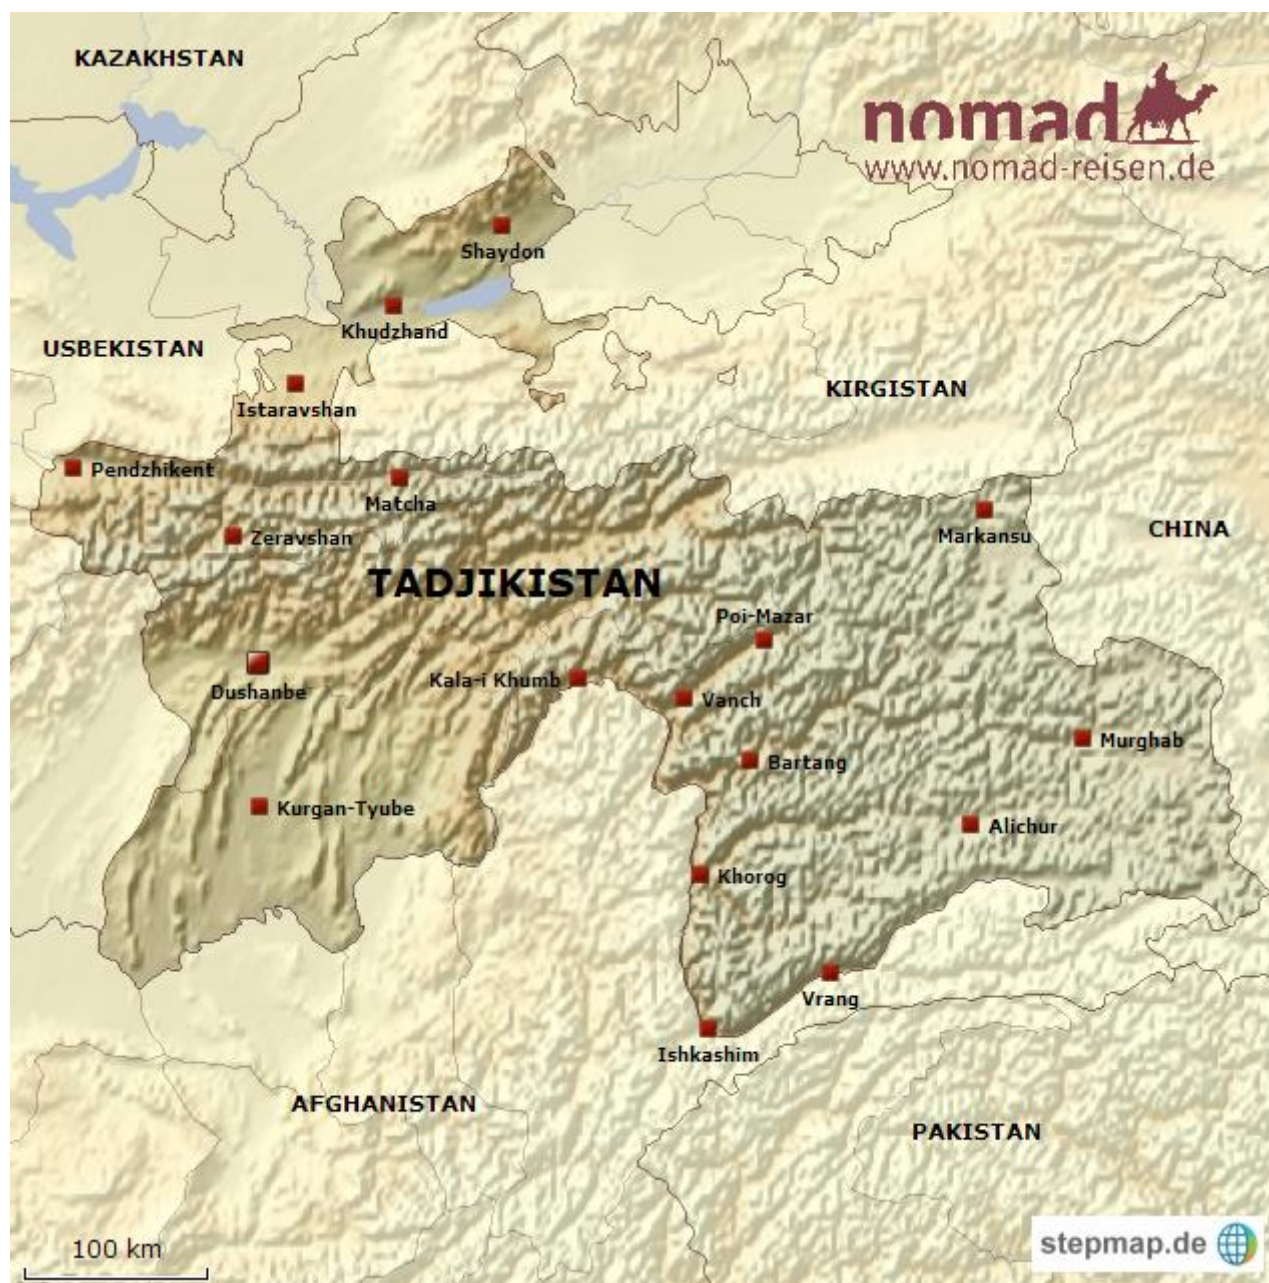 KAZAKHSTAN
nomad
www.nomad-reisen.de
Shaydon
Khudzhand
USBEKISTAN
KIRGISTAN
Istaravshan
Pendzhikent
Matcha
Markansu
CHINA
Zeravshan
TADJIKISTAN
Poi-Mazar
Kala-i Khumb
Dushanbe
Vanch
Murghab
Bartang
Kurgan-Tyube
Alichur
Khorog
Vrang
Ishkashim
AFGHANISTAN
PAKISTAN
100 km
stepmap.de